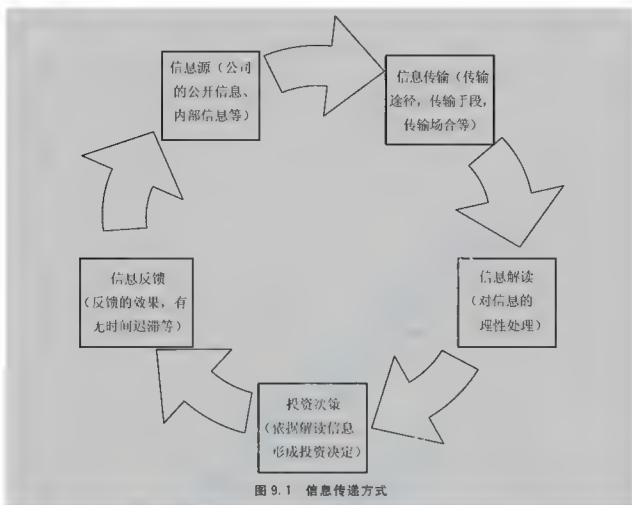 信息源（公司
的公开信息、
内部信息等）
信息传输（传输
途径，传输手段，
传输场合等）
信息解读
（对信息的
理性处理）
投资决策
（依据解读信息
形成投资决定）
信息反馈
（反馈的效果，有
无时间迟滞等）
图 9.1 信息传递方式